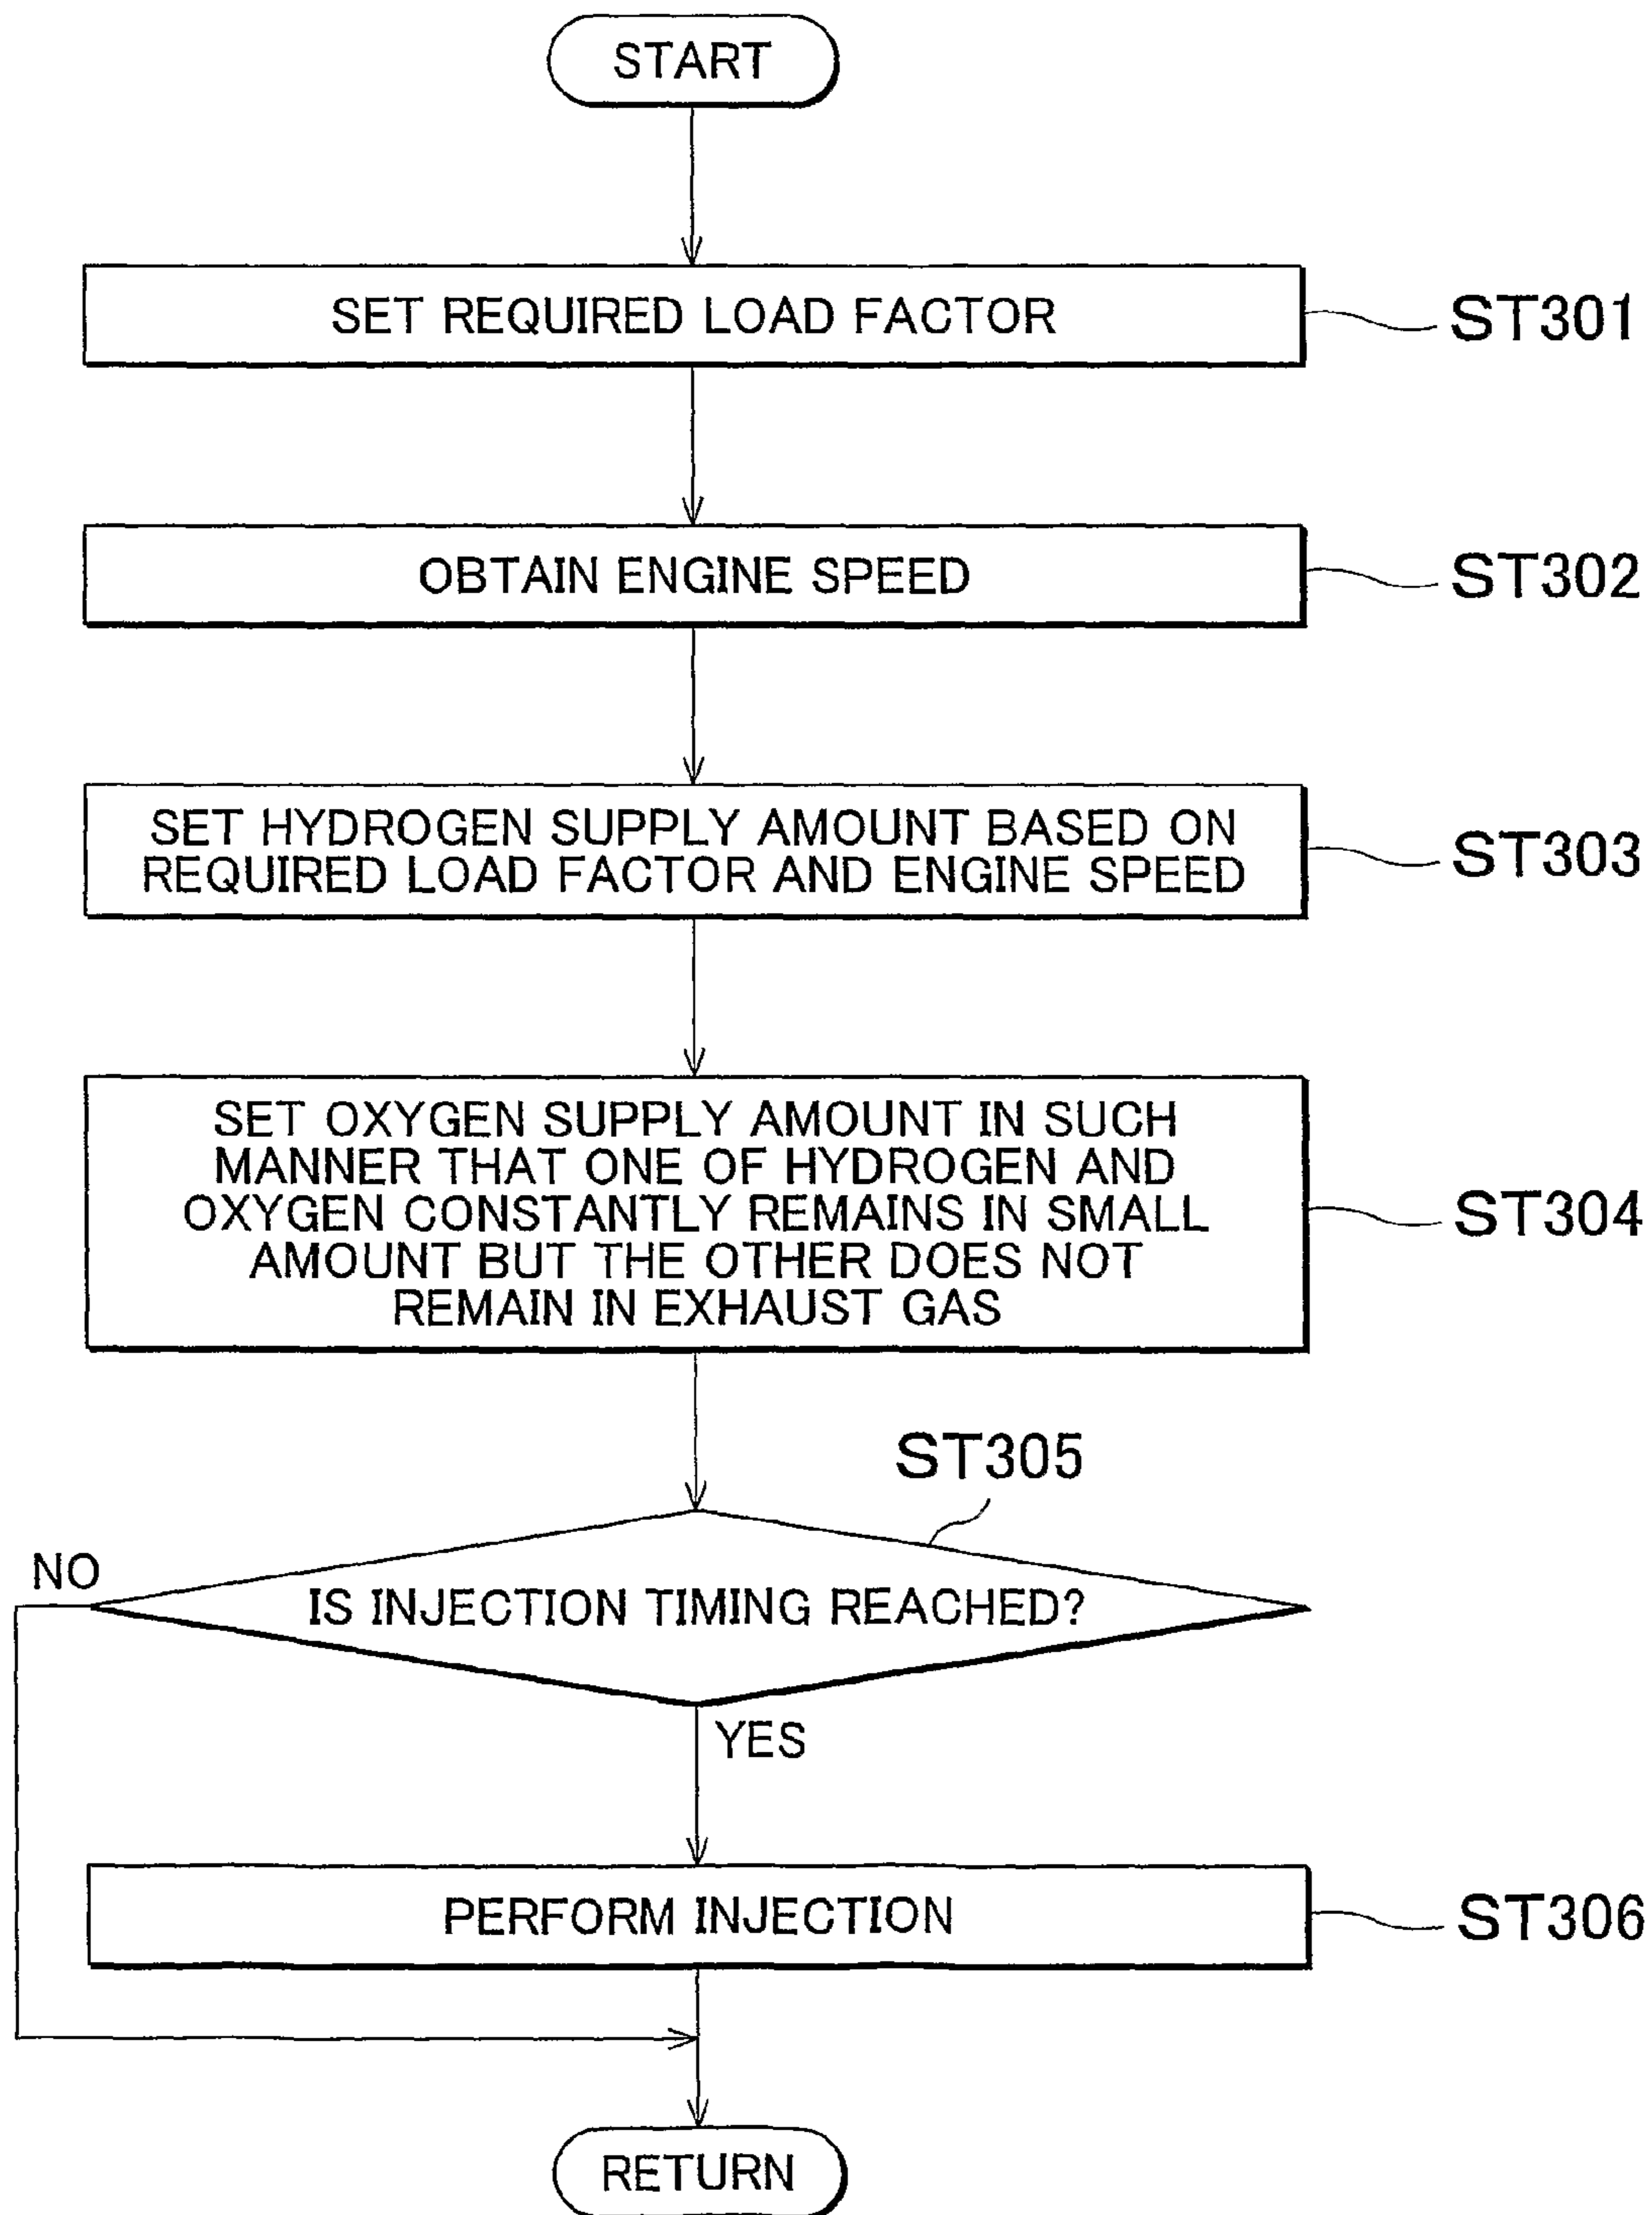 START
SET REQUIRED LOAD FACTOR
ST301
OBTAIN ENGINE SPEED
ST302
SET HYDROGEN SUPPLY AMOUNT BASED ON
REQUIRED LOAD FACTOR AND ENGINE SPEED
ST303
SET OXYGEN SUPPLY AMOUNT IN SUCH
MANNER THAT ONE OF HYDROGEN AND
OXYGEN CONSTANTLY REMAINS IN SMALL
AMOUNT BUT THE OTHER DOES NOT
REMAIN IN EXHAUST GAS
ST304
ST305
NO
IS INJECTION TIMING REACHED?
YES
PERFORM INJECTION
ST306
RETURN